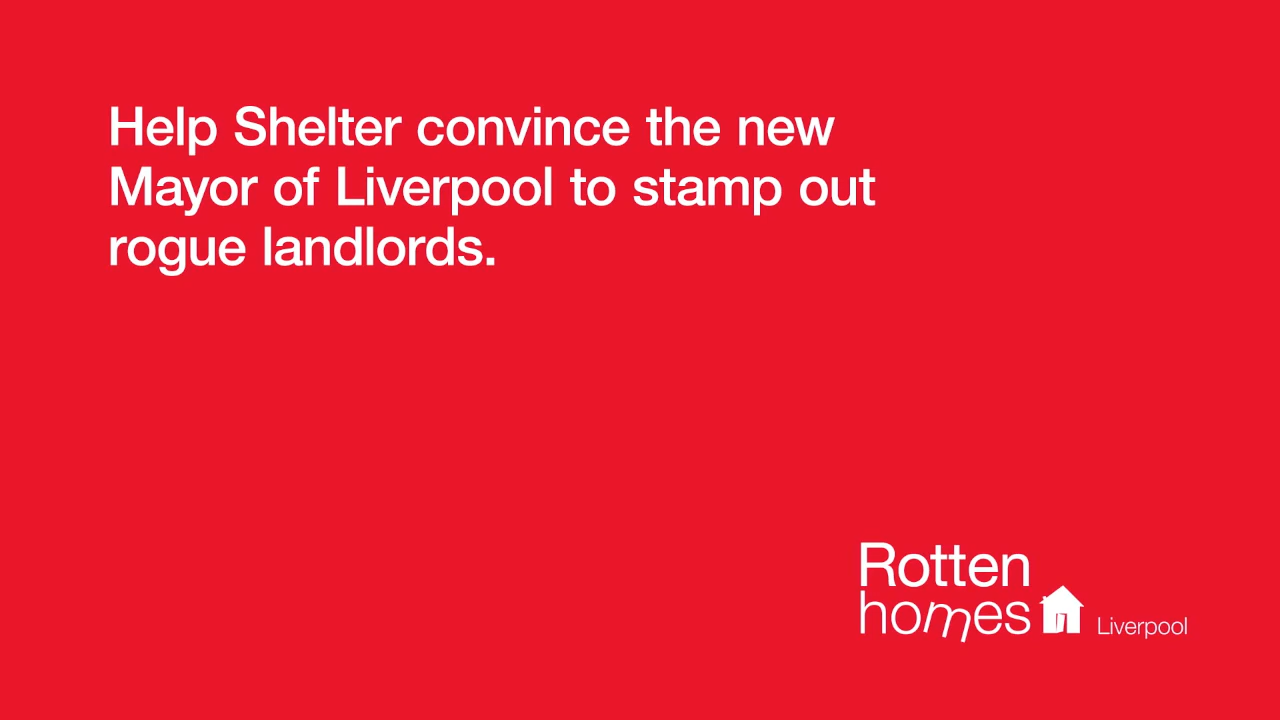 Help Shelter convince the new
Mayor of Liverpool to stamp out
rogue landlords.
Rotten
homes
Liverpool